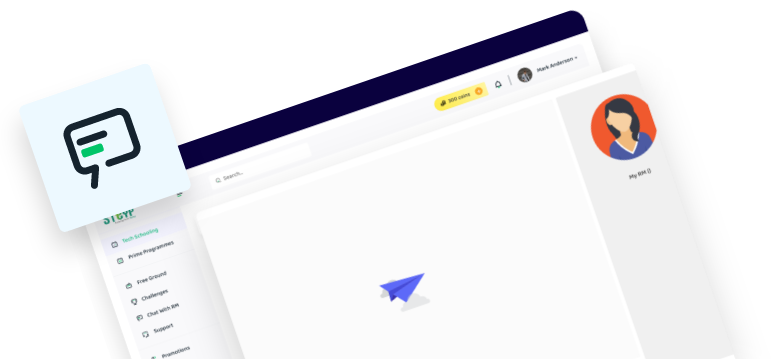 Mark Anderson
300 coins
Search...
My RM ()
Tech Schooling
Prime Programmes
Free Ground
Challenges
Chat With RM
Support
Promotions